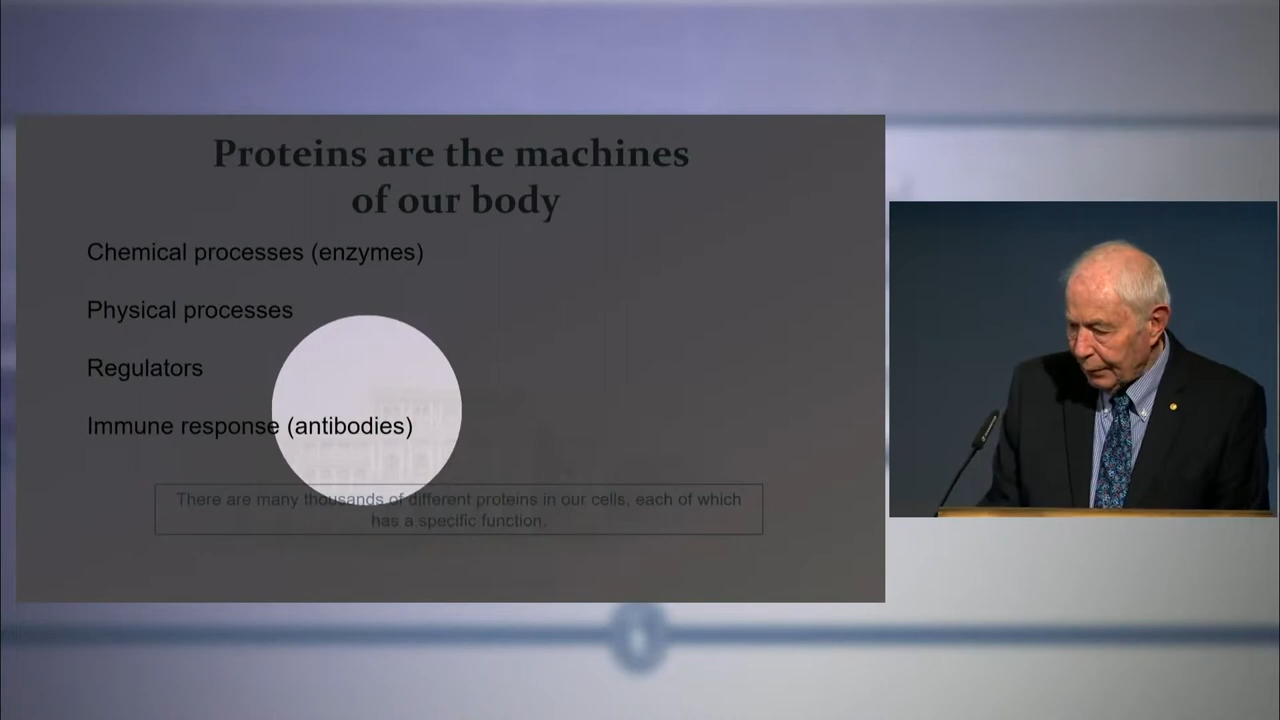 Proteins are the machines
of our body
Chemical processes (enzymes)
Physical processes
Regulators
Immune response (antibodies)
There are many thousands of different proteins in our cells, each of which
has a specific function.